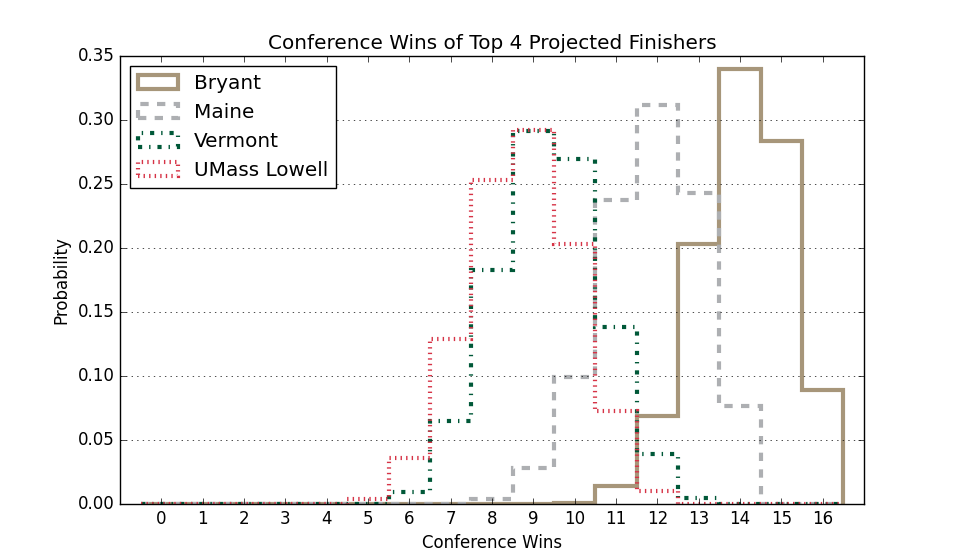 Conference Wins of Top 4 Projected Finishers
0.35
0.30
0.25
0.20
0.15
0.10
0.05
0.00
Probability
Bryant
Maine
Vermont
UMass Lowell
0 1 2 3 4 5 6 7 8 9 10 11 12 13 14 15 16
Conference Wins